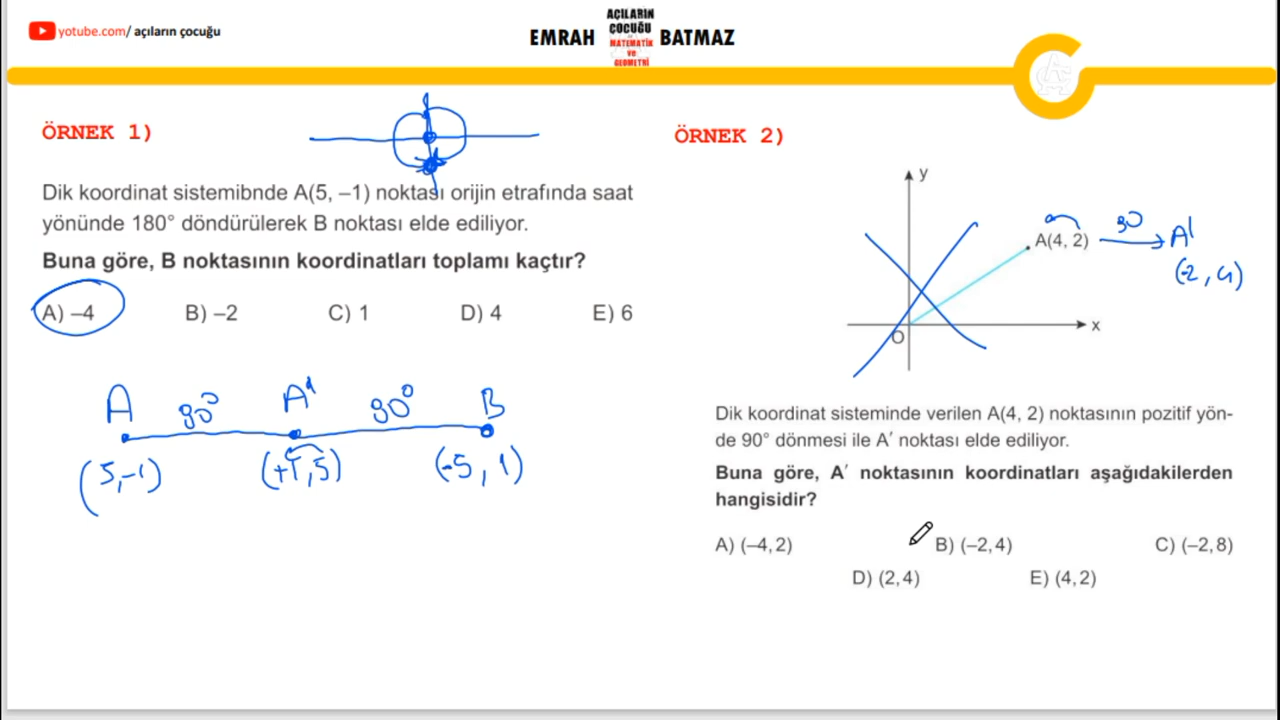 yotube.com/ açıların çocuğu
EMRAH
AÇILARIN
ÇOCUĞU
MATEMATİK
ve
GEOMETRİ
BATMAZ
ÖRNEK 1)
Dik koordinat sistemibnde A(5, –1) noktası orijin etrafında saat
yönünde 180° döndürülerek B noktası elde ediliyor.
Buna göre, B noktasının koordinatları toplamı kaçtır?
A) –4 B) –2 C) 1 D) 4 E) 6
A 90° A' 90° B
(5,-1) (+1,5) (-5, 1)
ÖRNEK 2)
y
A(4, 2) 90 A'
(-2, 4)
O
x
Dik koordinat sisteminde verilen A(4, 2) noktasının pozitif yön-
de 90° dönmesi ile A′ noktası elde ediliyor.
Buna göre, A′ noktasının koordinatları aşağıdakilerden
hangisidir?
A) (–4, 2) B) (–2, 4) C) (–2, 8)
D) (2, 4) E) (4, 2)